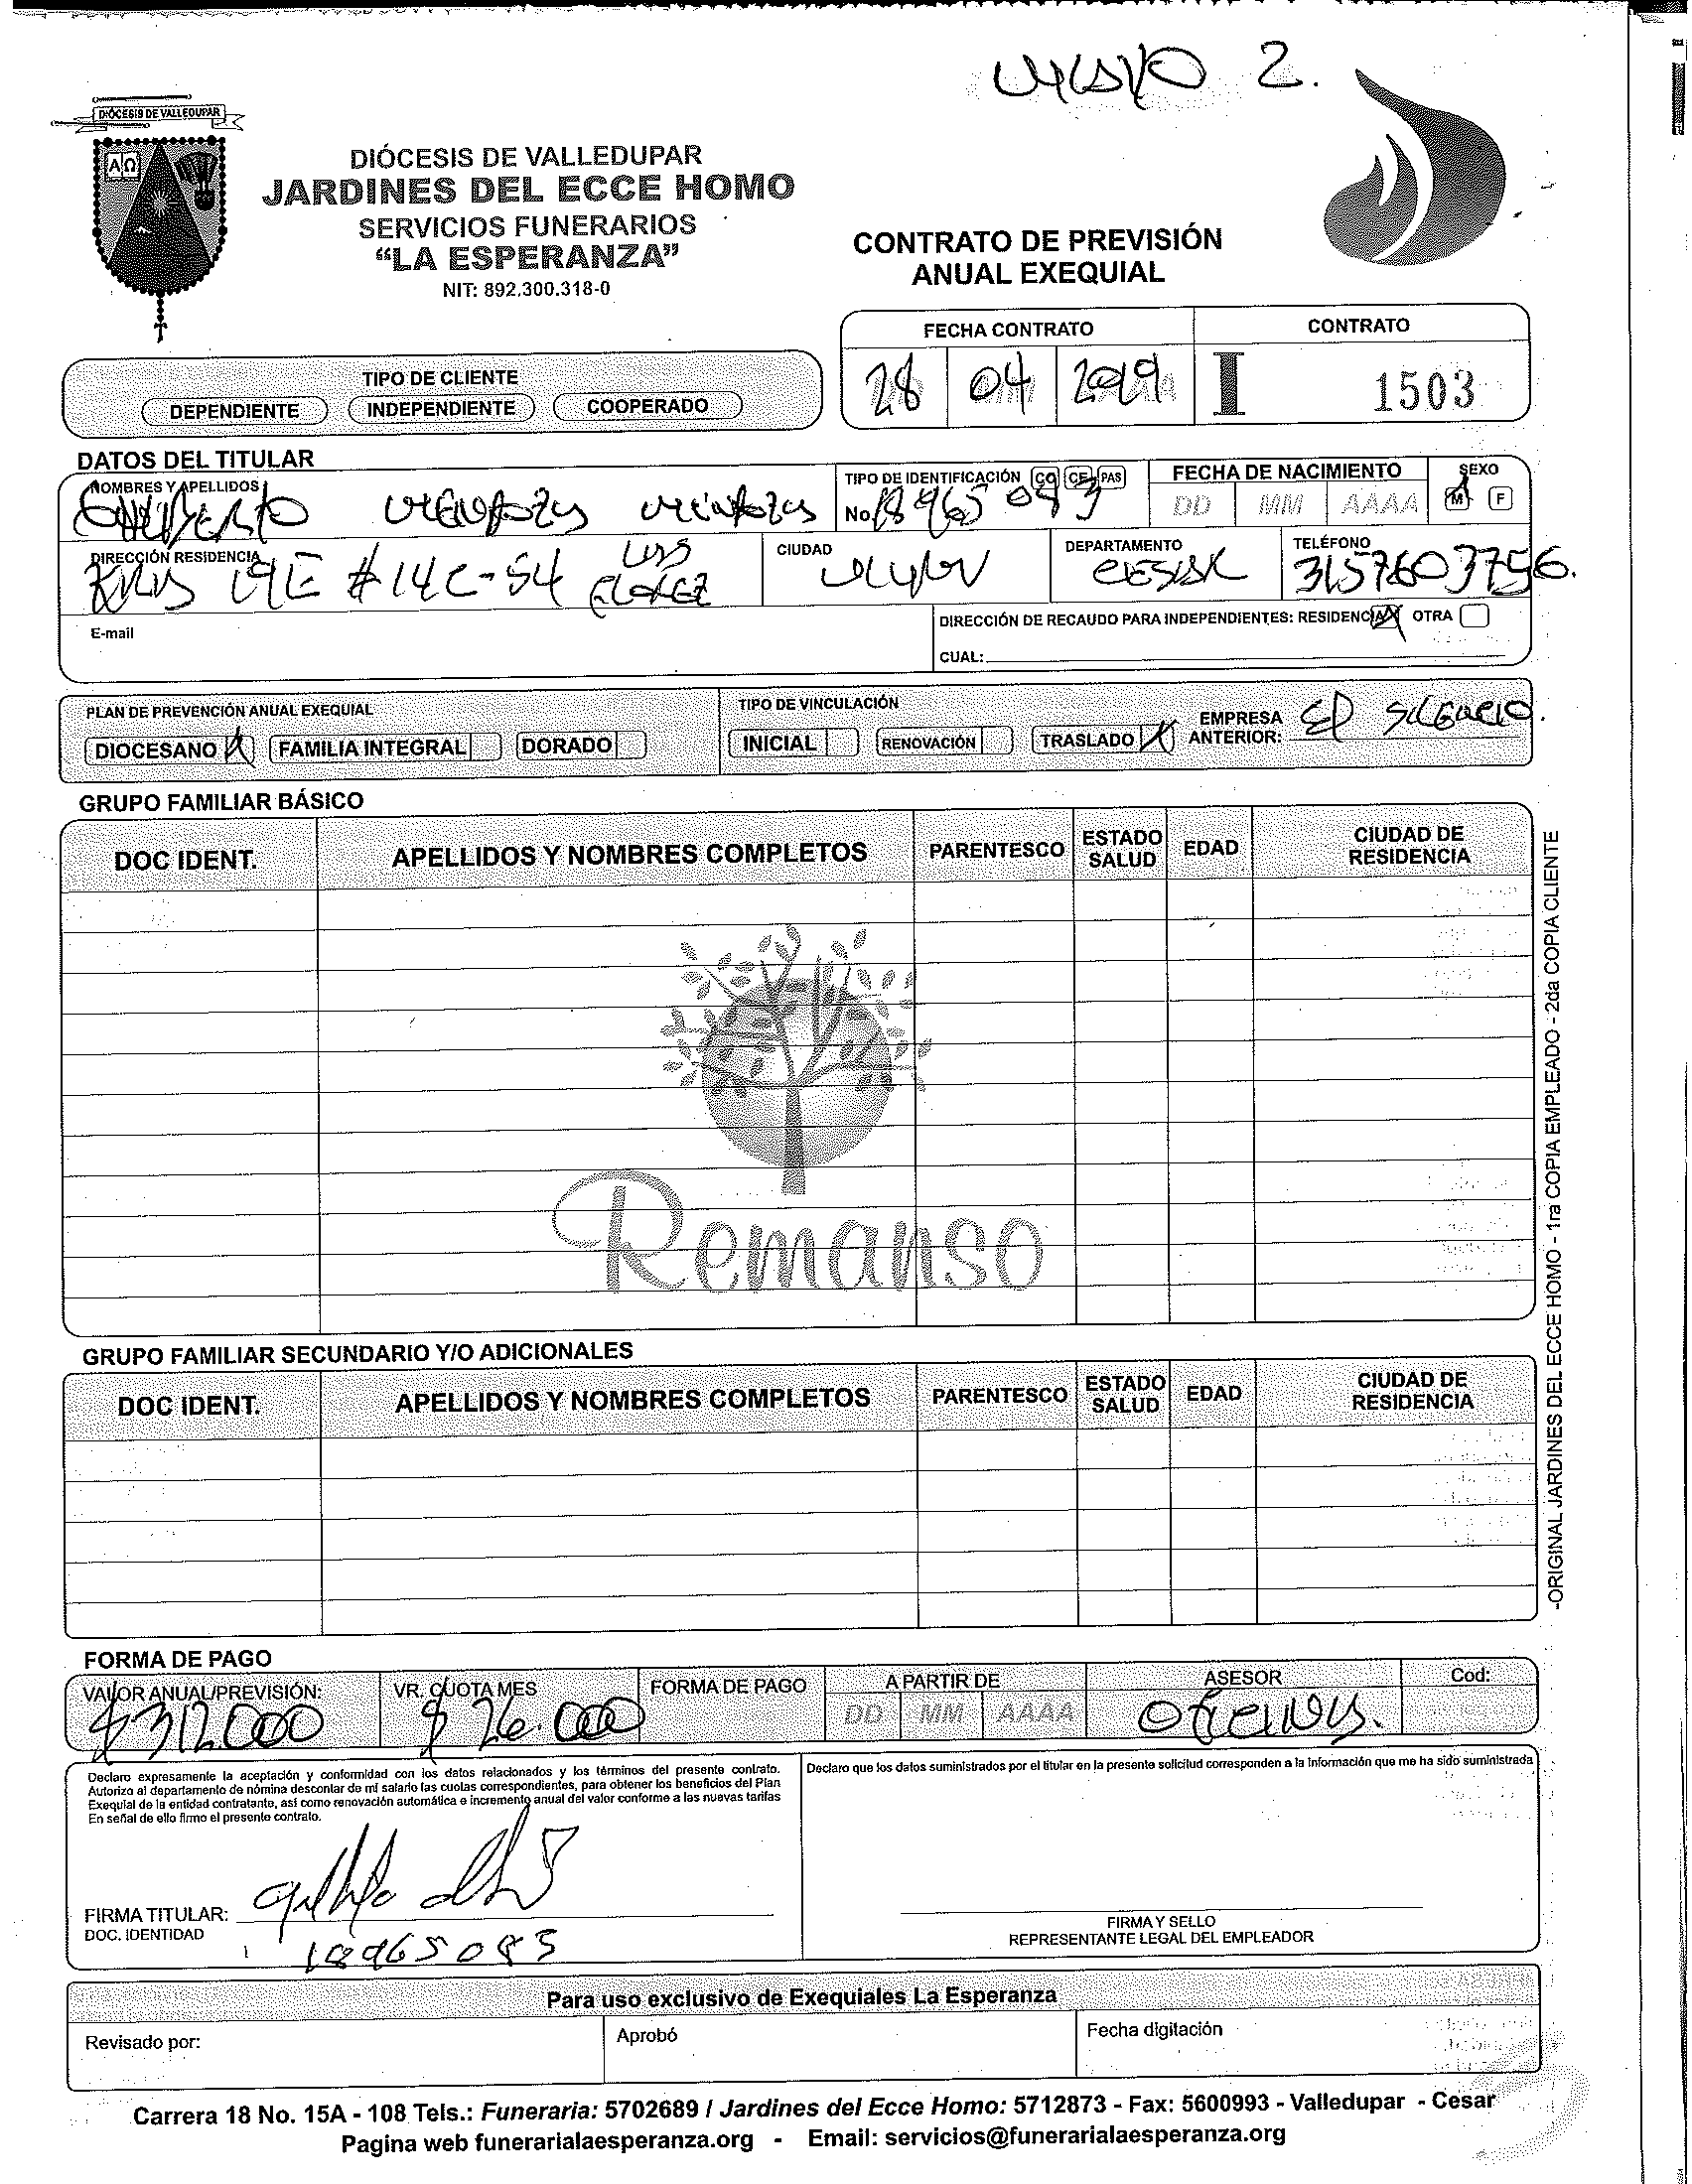 MAYO 2.
DIÓCESIS DE VALLEDUPAR
AΩ
DIÓCESIS DE VALLEDUPAR
JARDINES DEL ECCE HOMO
SERVICIOS FUNERARIOS
“LA ESPERANZA”
NIT: 892.300.318-0
CONTRATO DE PREVISIÓN
ANUAL EXEQUIAL
FECHA CONTRATO
CONTRATO
28 04 2019 I 1503
TIPO DE CLIENTE
DEPENDIENTE INDEPENDIENTE COOPERADO
DATOS DEL TITULAR
NOMBRES Y APELLIDOS
TIPO DE IDENTIFICACIÓN CC CE PAS
FECHA DE NACIMIENTO
SEXO
MENDOZA MENDOZA
No. 18965083
DD MM AAAA
M F
DIRECCIÓN RESIDENCIA
CIUDAD
DEPARTAMENTO
TELÉFONO
KRA 19E #14C-54
CESAR
3157603756.
E-mail
DIRECCIÓN DE RECAUDO PARA INDEPENDIENTES: RESIDENCIA OTRA
CUAL:
PLAN DE PREVENCIÓN ANUAL EXEQUIAL
TIPO DE VINCULACIÓN
EMPRESA
ANTERIOR:
DIOCESANO X FAMILIA INTEGRAL DORADO
INICIAL RENOVACIÓN TRASLADO X
GRUPO FAMILIAR BÁSICO
DOC IDENT. APELLIDOS Y NOMBRES COMPLETOS PARENTESCO ESTADO SALUD EDAD CIUDAD DE RESIDENCIA
Remanso
GRUPO FAMILIAR SECUNDARIO Y/O ADICIONALES
DOC IDENT. APELLIDOS Y NOMBRES COMPLETOS PARENTESCO ESTADO SALUD EDAD CIUDAD DE RESIDENCIA
FORMA DE PAGO
VALOR ANUAL/PREVISIÓN: VR. CUOTA MES FORMA DE PAGO A PARTIR DE ASESOR Cod:
$312000 $26.000 DD MM AAAA Oficina.
Declaro expresamente la aceptación y conformidad con los datos relacionados y los términos del presente contrato.
Autorizo al departamento de nómina descontar de mi salario las cuotas correspondientes, para obtener los beneficios del Plan
Exequial de la entidad contratante, así como renovación automática e incremento anual del valor conforme a las nuevas tarifas
En señal de ello firmo el presente contrato.
Declaro que los datos suministrados por el titular en la presente solicitud corresponden a la información que me ha sido suministrada
FIRMA TITULAR:
DOC. IDENTIDAD
18965083
FIRMA Y SELLO
REPRESENTANTE LEGAL DEL EMPLEADOR
Para uso exclusivo de Exequiales La Esperanza
Revisado por: Aprobó Fecha digitación
Carrera 18 No. 15A - 108 Tels.: Funeraria: 5702689 / Jardines del Ecce Homo: 5712873 - Fax: 5600993 - Valledupar - Cesar
Pagina web funerarialaesperanza.org - Email: servicios@funerarialaesperanza.org
-ORIGINAL JARDINES DEL ECCE HOMO - 1ra COPIA EMPLEADO - 2da COPIA CLIENTE